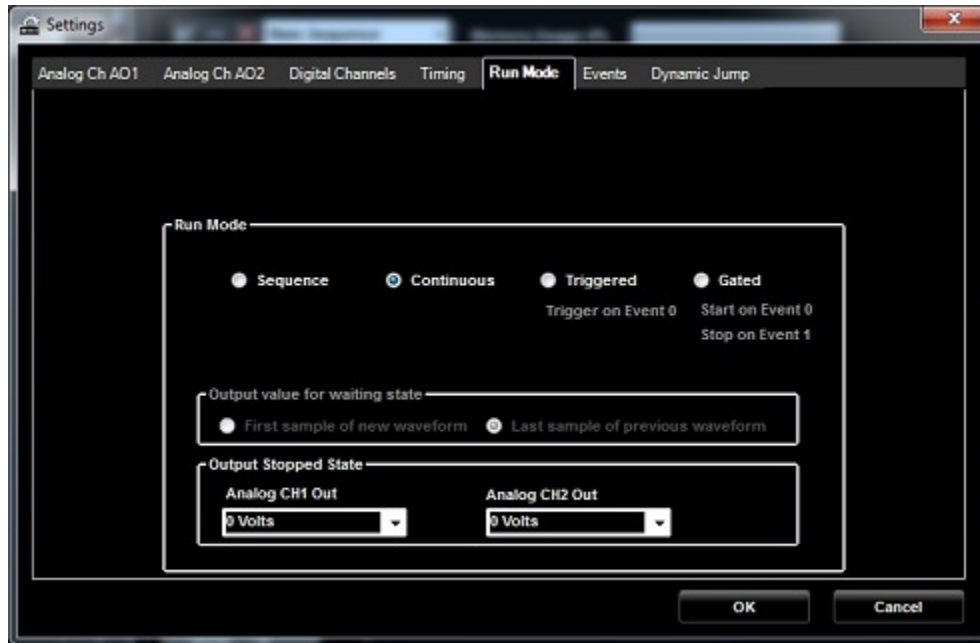 Settings
Analog Ch AO1 Analog Ch AO2 Digital Channels Timing Run Mode Events Dynamic Jump
Run Mode
Sequence Continuous Triggered Gated
Trigger on Event 0 Start on Event 0
Stop on Event 1
Output value for waiting state
First sample of new waveform Last sample of previous waveform
Output Stopped State
Analog CH1 Out Analog CH2 Out
0 Volts 0 Volts
OK Cancel